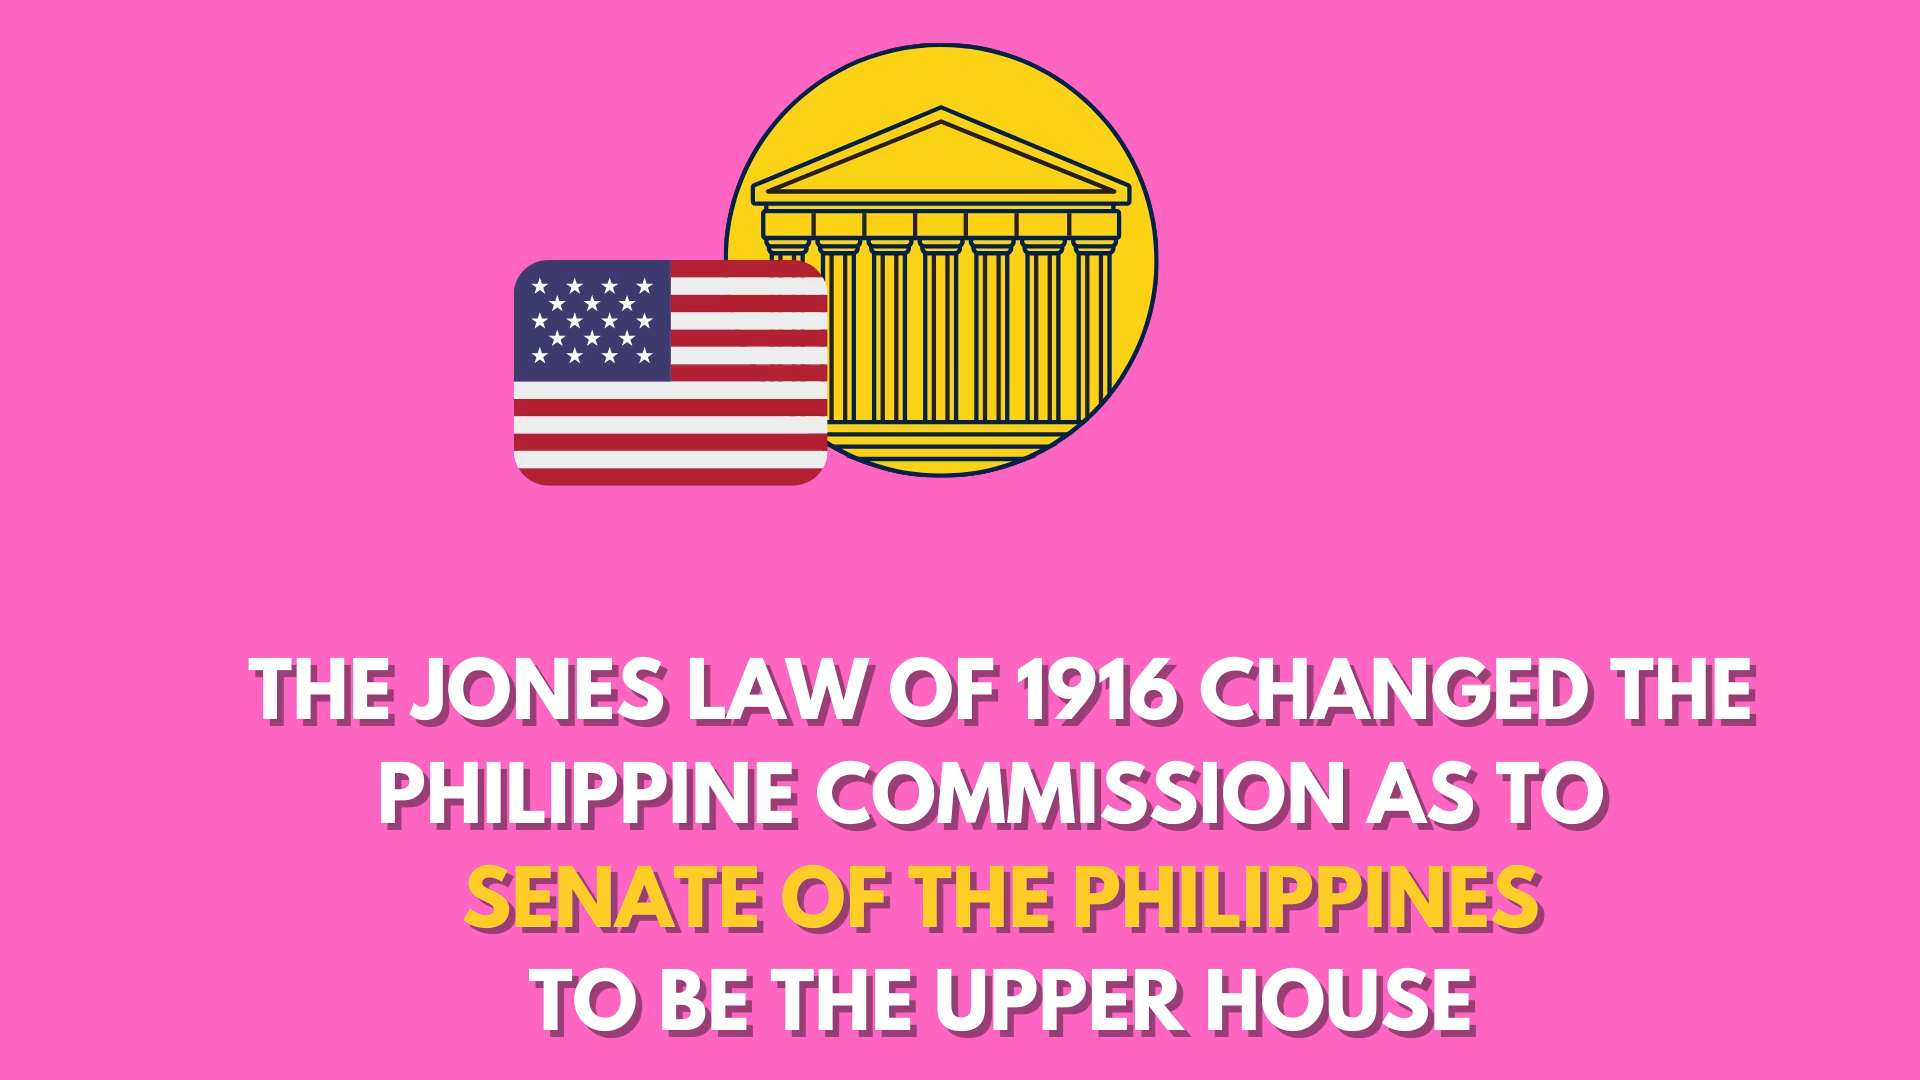 THE JONES LAW OF 1916 CHANGED THE
PHILIPPINE COMMISSION AS TO
SENATE OF THE PHILIPPINES
TO BE THE UPPER HOUSE